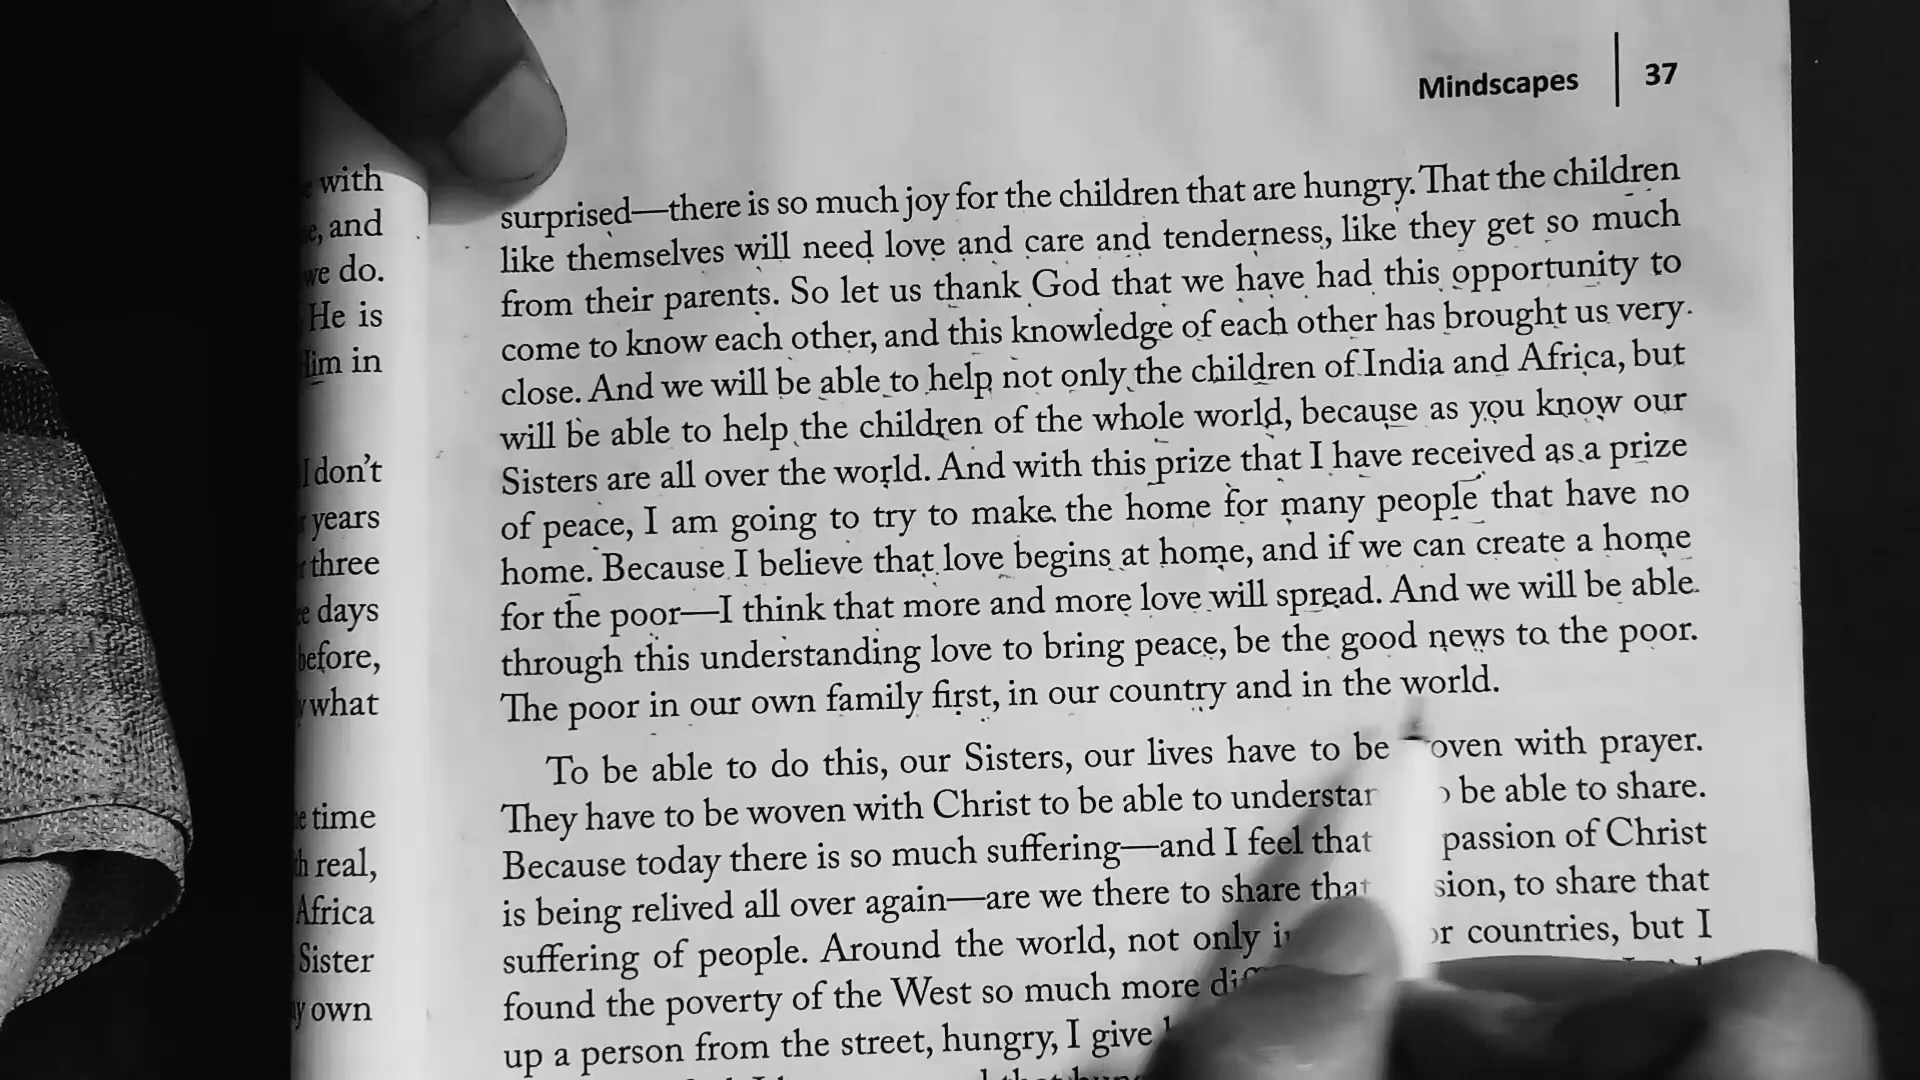 Mindscapes | 37
with
and
we do.
He is
in
I don't
years
three
days
before,
what
time
real,
Africa
Sister
own
surprised—there is so much joy for the children that are hungry. That the children
like themselves will need love and care and tenderness, like they get so much
from their parents. So let us thank God that we have had this opportunity to
come to know each other, and this knowledge of each other has brought us very
close. And we will be able to help not only the children of India and Africa, but
will be able to help the children of the whole world, because as you know our
Sisters are all over the world. And with this prize that I have received as a prize
of peace, I am going to try to make the home for many people that have no
home. Because I believe that love begins at home, and if we can create a home
for the poor—I think that more and more love will spread. And we will be able
through this understanding love to bring peace, be the good news to the poor.
The poor in our own family first, in our country and in the world.
To be able to do this, our Sisters, our lives have to be with prayer.
They have to be woven with Christ to be able to be able to share.
Because today there is so much suffering—and I feel that passion of Christ
is being relived all over again—are we there to share that to share that
suffering of people. Around the world, not only countries, but I
found the poverty of the West so much more
up a person from the street, hungry, I give